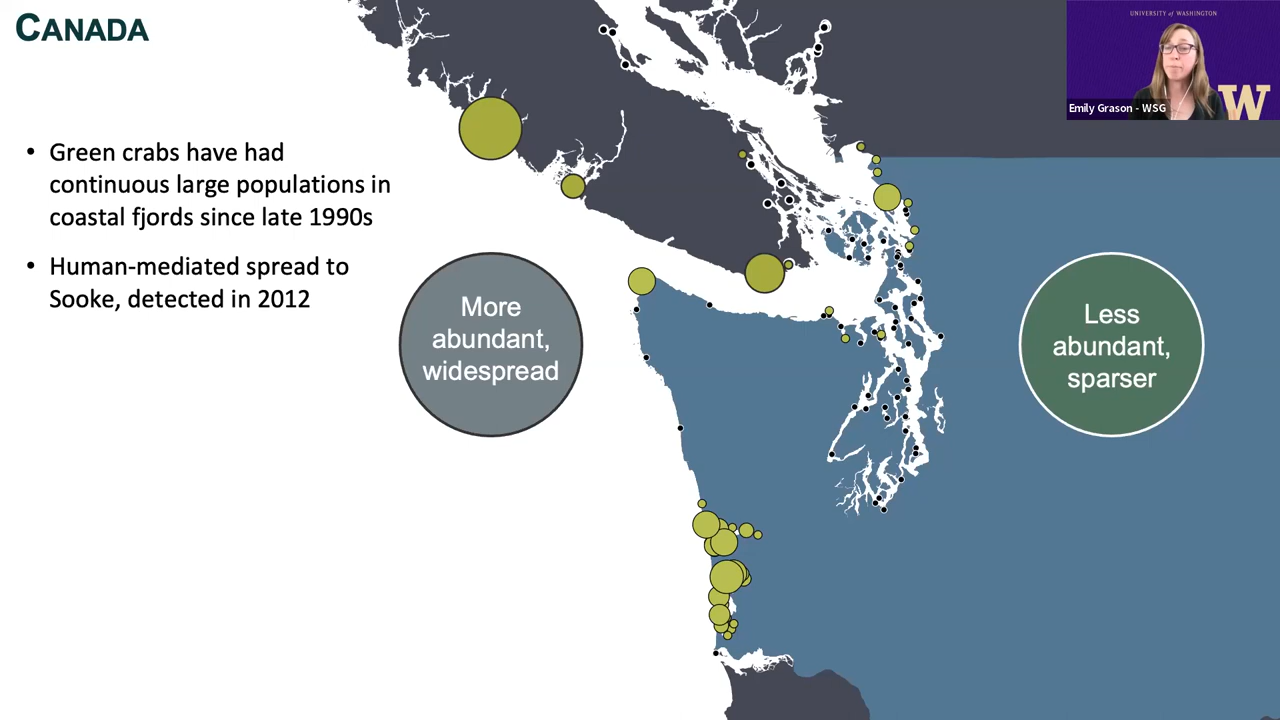 CANADA
• Green crabs have had
continuous large populations in
coastal fjords since late 1990s
• Human-mediated spread to
Sooke, detected in 2012
More
abundant,
widespread
Less
abundant,
sparser
UNIVERSITY of WASHINGTON
W
Emily Grason - WSG